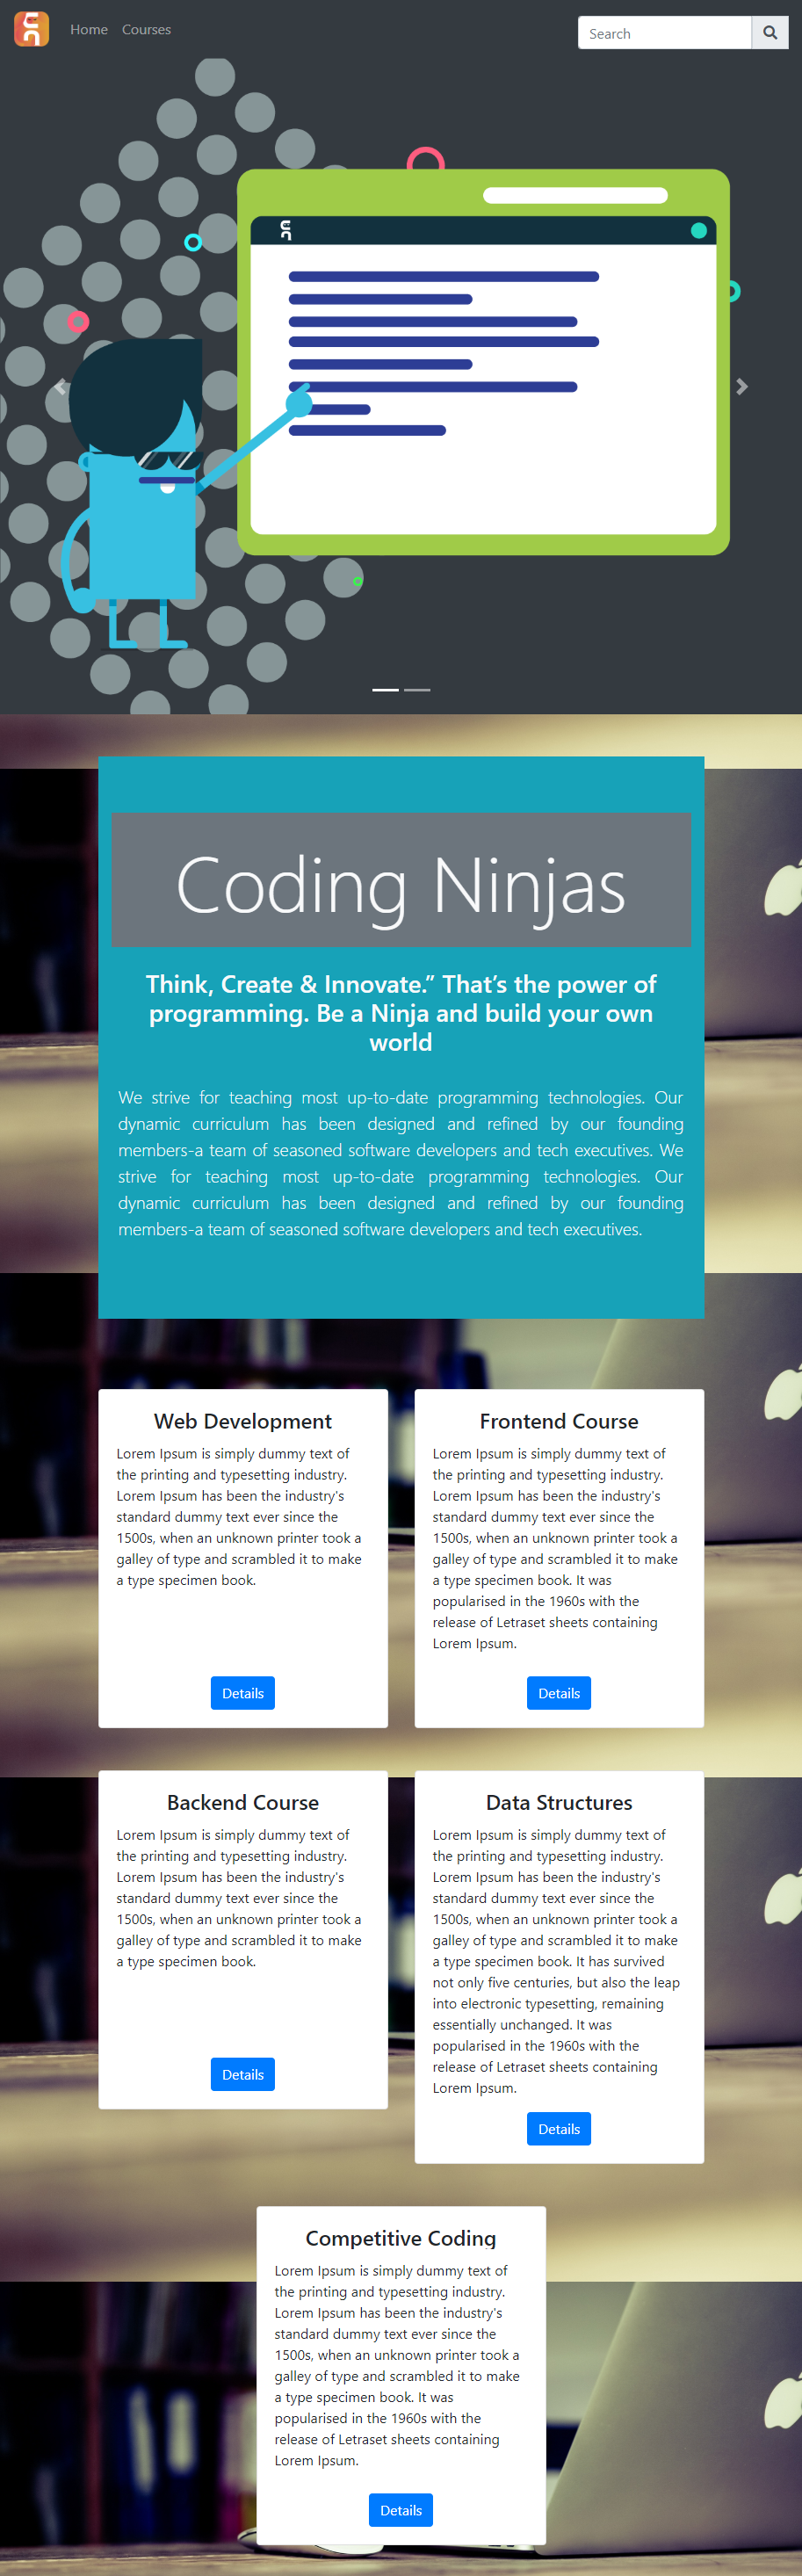 Home Courses
Search
Coding Ninjas
Think, Create & Innovate.” That’s the power of
programming. Be a Ninja and build your own
world
We strive for teaching most up-to-date programming technologies. Our
dynamic curriculum has been designed and refined by our founding
members-a team of seasoned software developers and tech executives. We
strive for teaching most up-to-date programming technologies. Our
dynamic curriculum has been designed and refined by our founding
members-a team of seasoned software developers and tech executives.
Web Development
Lorem Ipsum is simply dummy text of
the printing and typesetting industry.
Lorem Ipsum has been the industry's
standard dummy text ever since the
1500s, when an unknown printer took a
galley of type and scrambled it to make
a type specimen book.
Details
Frontend Course
Lorem Ipsum is simply dummy text of
the printing and typesetting industry.
Lorem Ipsum has been the industry's
standard dummy text ever since the
1500s, when an unknown printer took a
galley of type and scrambled it to make
a type specimen book. It was
popularised in the 1960s with the
release of Letraset sheets containing
Lorem Ipsum.
Details
Backend Course
Lorem Ipsum is simply dummy text of
the printing and typesetting industry.
Lorem Ipsum has been the industry's
standard dummy text ever since the
1500s, when an unknown printer took a
galley of type and scrambled it to make
a type specimen book.
Details
Data Structures
Lorem Ipsum is simply dummy text of
the printing and typesetting industry.
Lorem Ipsum has been the industry's
standard dummy text ever since the
1500s, when an unknown printer took a
galley of type and scrambled it to make
a type specimen book. It has survived
not only five centuries, but also the leap
into electronic typesetting, remaining
essentially unchanged. It was
popularised in the 1960s with the
release of Letraset sheets containing
Lorem Ipsum.
Details
Competitive Coding
Lorem Ipsum is simply dummy text of
the printing and typesetting industry.
Lorem Ipsum has been the industry's
standard dummy text ever since the
1500s, when an unknown printer took a
galley of type and scrambled it to make
a type specimen book. It was
popularised in the 1960s with the
release of Letraset sheets containing
Lorem Ipsum.
Details